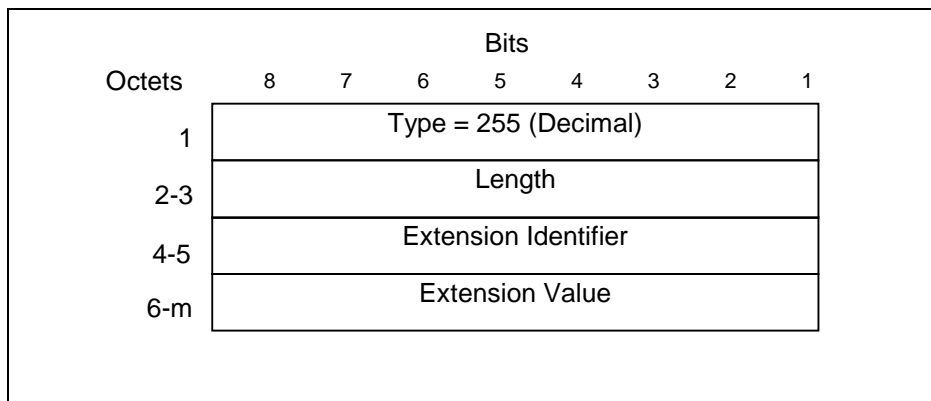 Bits
Octets 8 7 6 5 4 3 2 1
1 Type = 255 (Decimal)
2-3 Length
4-5 Extension Identifier
6-m Extension Value